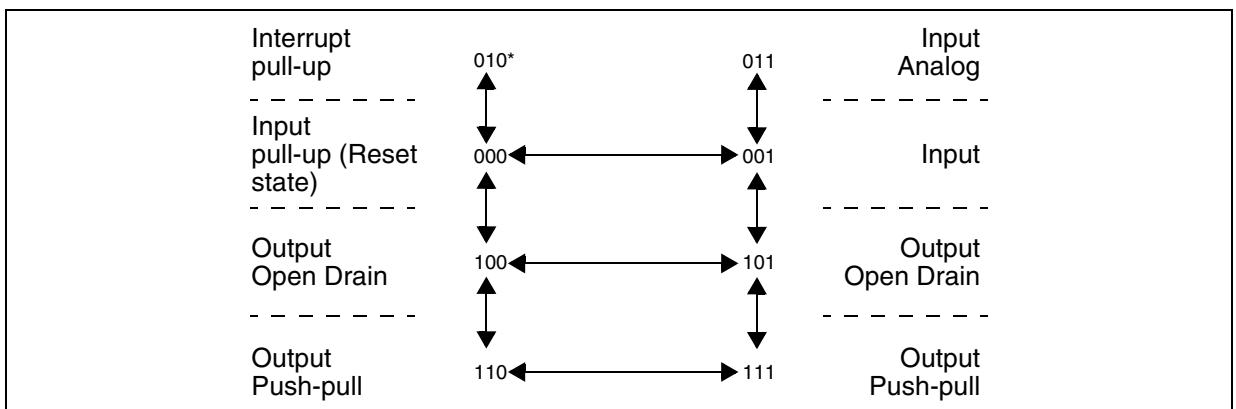 Interrupt
pull-up
010*
011
Input
Analog
Input
pull-up (Reset
state)
000
001
Input
Output
Open Drain
100
101
Output
Open Drain
Output
Push-pull
110
111
Output
Push-pull